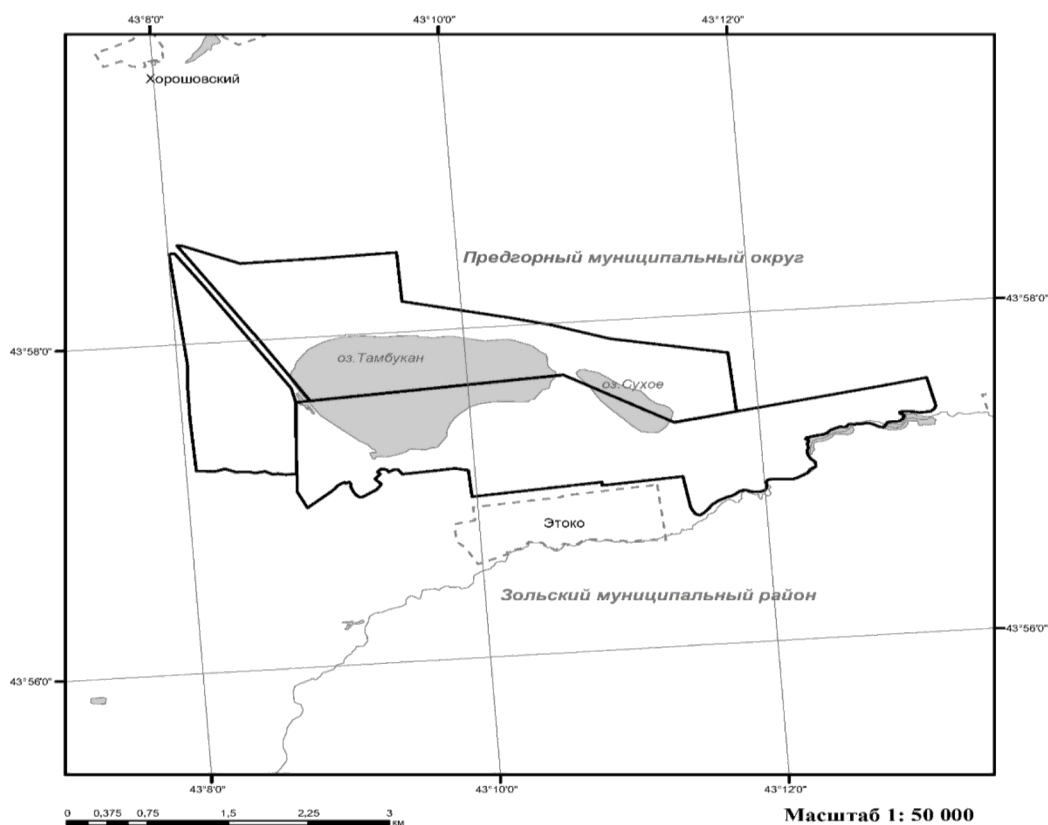 43°8'0"
43°10'0"
43°12'0"
Хорошовский
Предгорный муниципальный округ
43°58'0"
43°58'0"
оз.Тамбукан
оз.Сухое
Этоко
Зольский муниципальный район
43°56'0"
43°56'0"
43°8'0"
43°10'0"
43°12'0"
0 0,375 0,75 1,5 2,25 3
км
Масштаб 1: 50 000